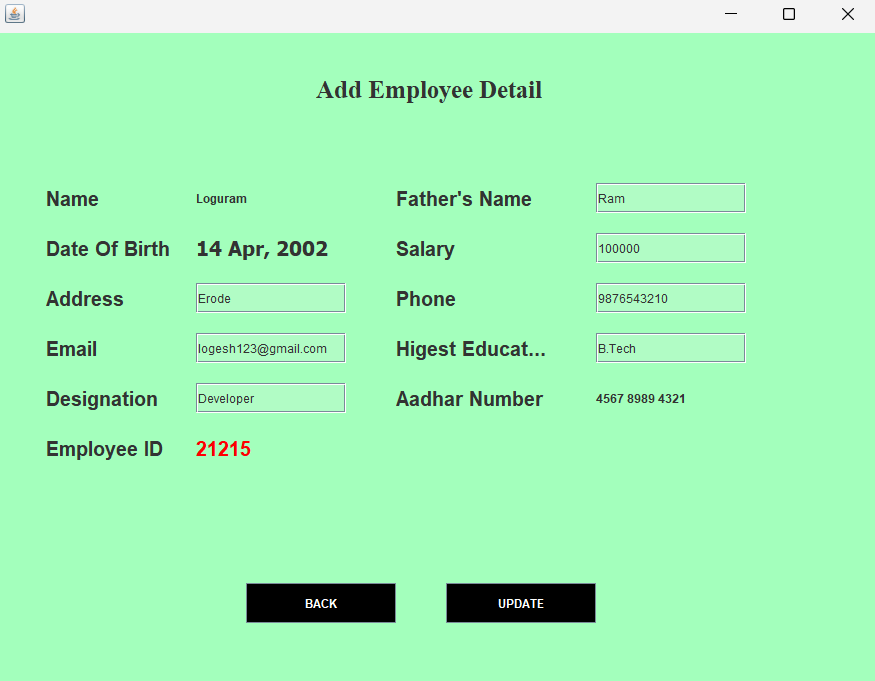 Add Employee Detail
Name Loguram Father's Name Ram
Date Of Birth 14 Apr, 2002 Salary 100000
Address Erode Phone 9876543210
Email logesh123@gmail.com Higest Educat... B.Tech
Designation Developer Aadhar Number 4567 8989 4321
Employee ID 21215
BACK UPDATE